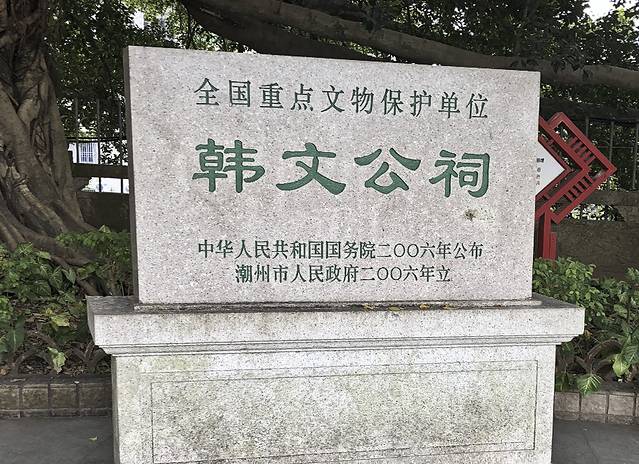 全国重点文物保护单位
韩文公祠
中华人民共和国国务院二〇〇六年公布
潮州市人民政府二〇〇六年立